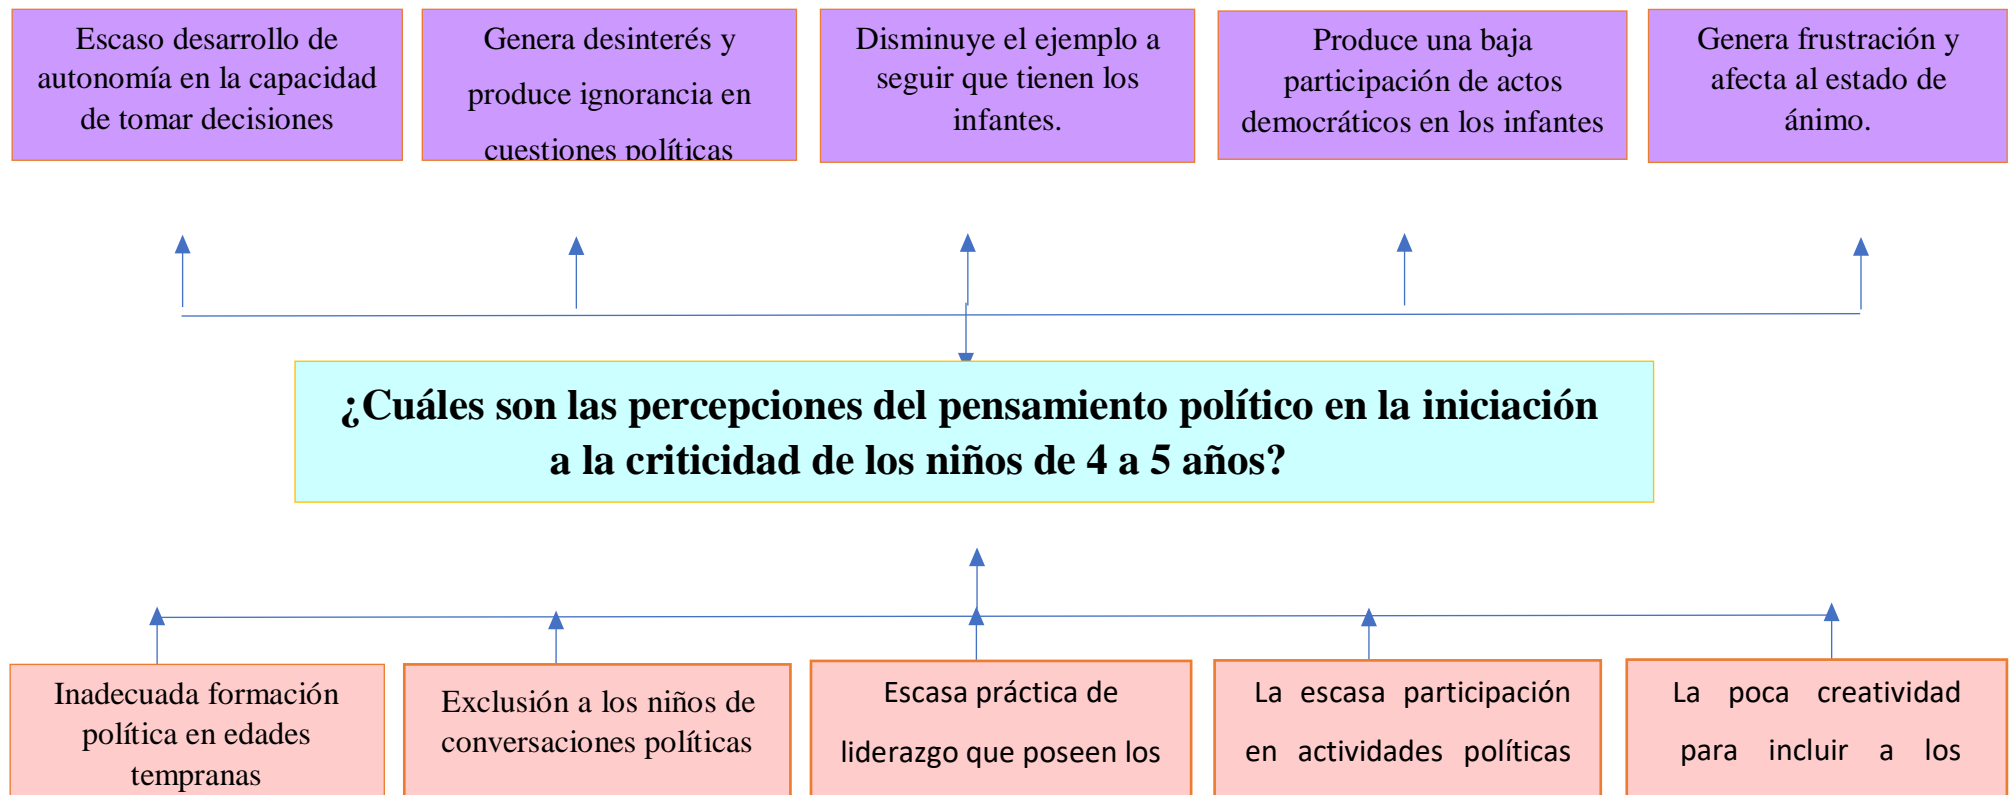 Escaso desarrollo de
autonomía en la capacidad
de tomar decisiones
Genera desinterés y
produce ignorancia en
cuestiones políticas
Disminuye el ejemplo a
seguir que tienen los
infantes.
Produce una baja
participación de actos
democráticos en los infantes
Genera frustración y
afecta al estado de
ánimo.
¿Cuáles son las percepciones del pensamiento político en la iniciación
a la criticidad de los niños de 4 a 5 años?
Inadecuada formación
política en edades
tempranas
Exclusión a los niños de
conversaciones políticas
Escasa práctica de
liderazgo que poseen los
La escasa participación
en actividades políticas
La poca creatividad
para incluir a los